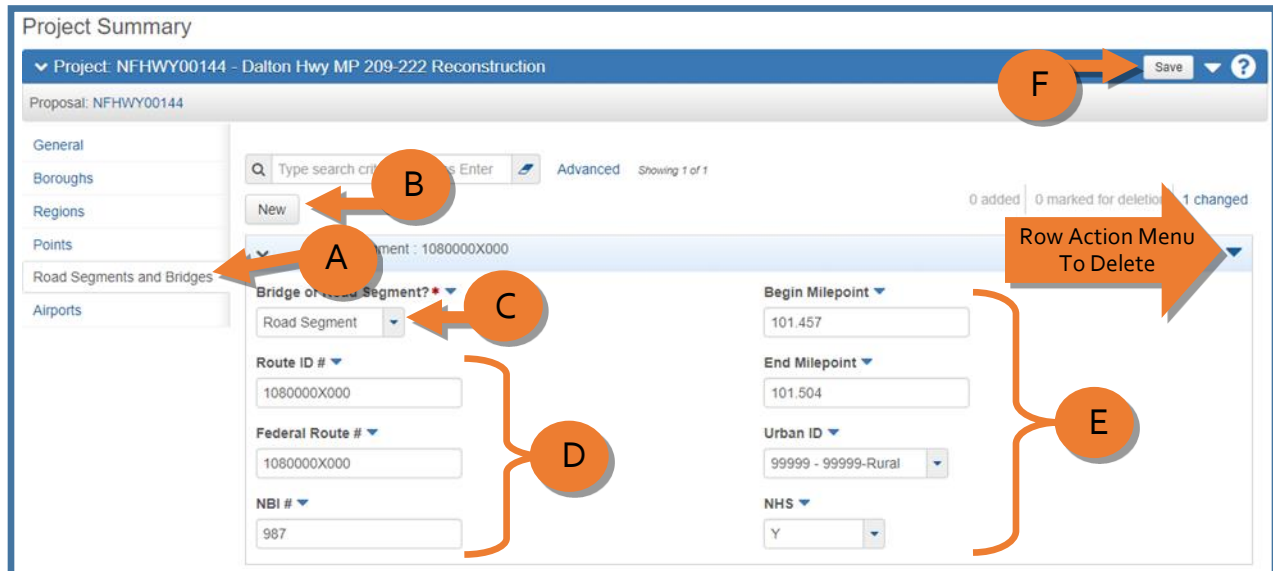 Project Summary
Project: NFHWY00144 - Dalton Hwy MP 209-222 Reconstruction
Save
?
F
Proposal: NFHWY00144
General
Boroughs
Regions
Points
Road Segments and Bridges
Airports
Type search Enter
Advanced
Showing 1 of 1
B
New
0 added
0 marked for deletion
1 changed
A
: 1080000X000
Row Action Menu
To Delete
Bridge or Road Segment?*
Road Segment
C
Begin Milepoint
101.457
Route ID #
1080000X000
End Milepoint
101.504
Federal Route #
1080000X000
D
Urban ID
99999 - 99999-Rural
E
NBI #
987
NHS
Y